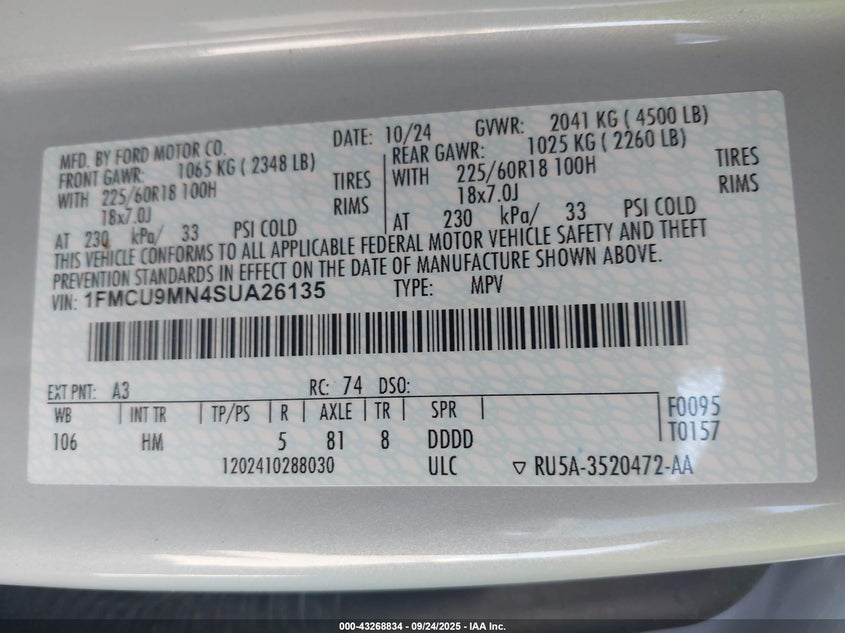 MFD. BY FORD MOTOR CO. DATE: 10/24 GVWR: 2041 KG ( 4500 LB)
FRONT GAWR: 1065 KG ( 2348 LB) REAR GAWR: 1025 KG ( 2260 LB)
WITH 225/60R18 100H TIRES WITH 225/60R18 100H TIRES
18x7.0J RIMS 18x7.0J RIMS
AT 230 kPa/ 33 PSI COLD AT 230 kPa/ 33 PSI COLD
THIS VEHICLE CONFORMS TO ALL APPLICABLE FEDERAL MOTOR VEHICLE SAFETY AND THEFT
PREVENTION STANDARDS IN EFFECT ON THE DATE OF MANUFACTURE SHOWN ABOVE.
VIN: 1FMCU9MN4SUA26135 TYPE: MPV
EXT PNT: A3 RC: 74 DSO:
WB INT TR TP/PS R AXLE TR SPR F0095
106 HM 5 81 8 DDDD T0157
1202410288030 ULC ▽ RU5A-3520472-AA
000-43268834 / 09/24/2025 - IAA Inc.